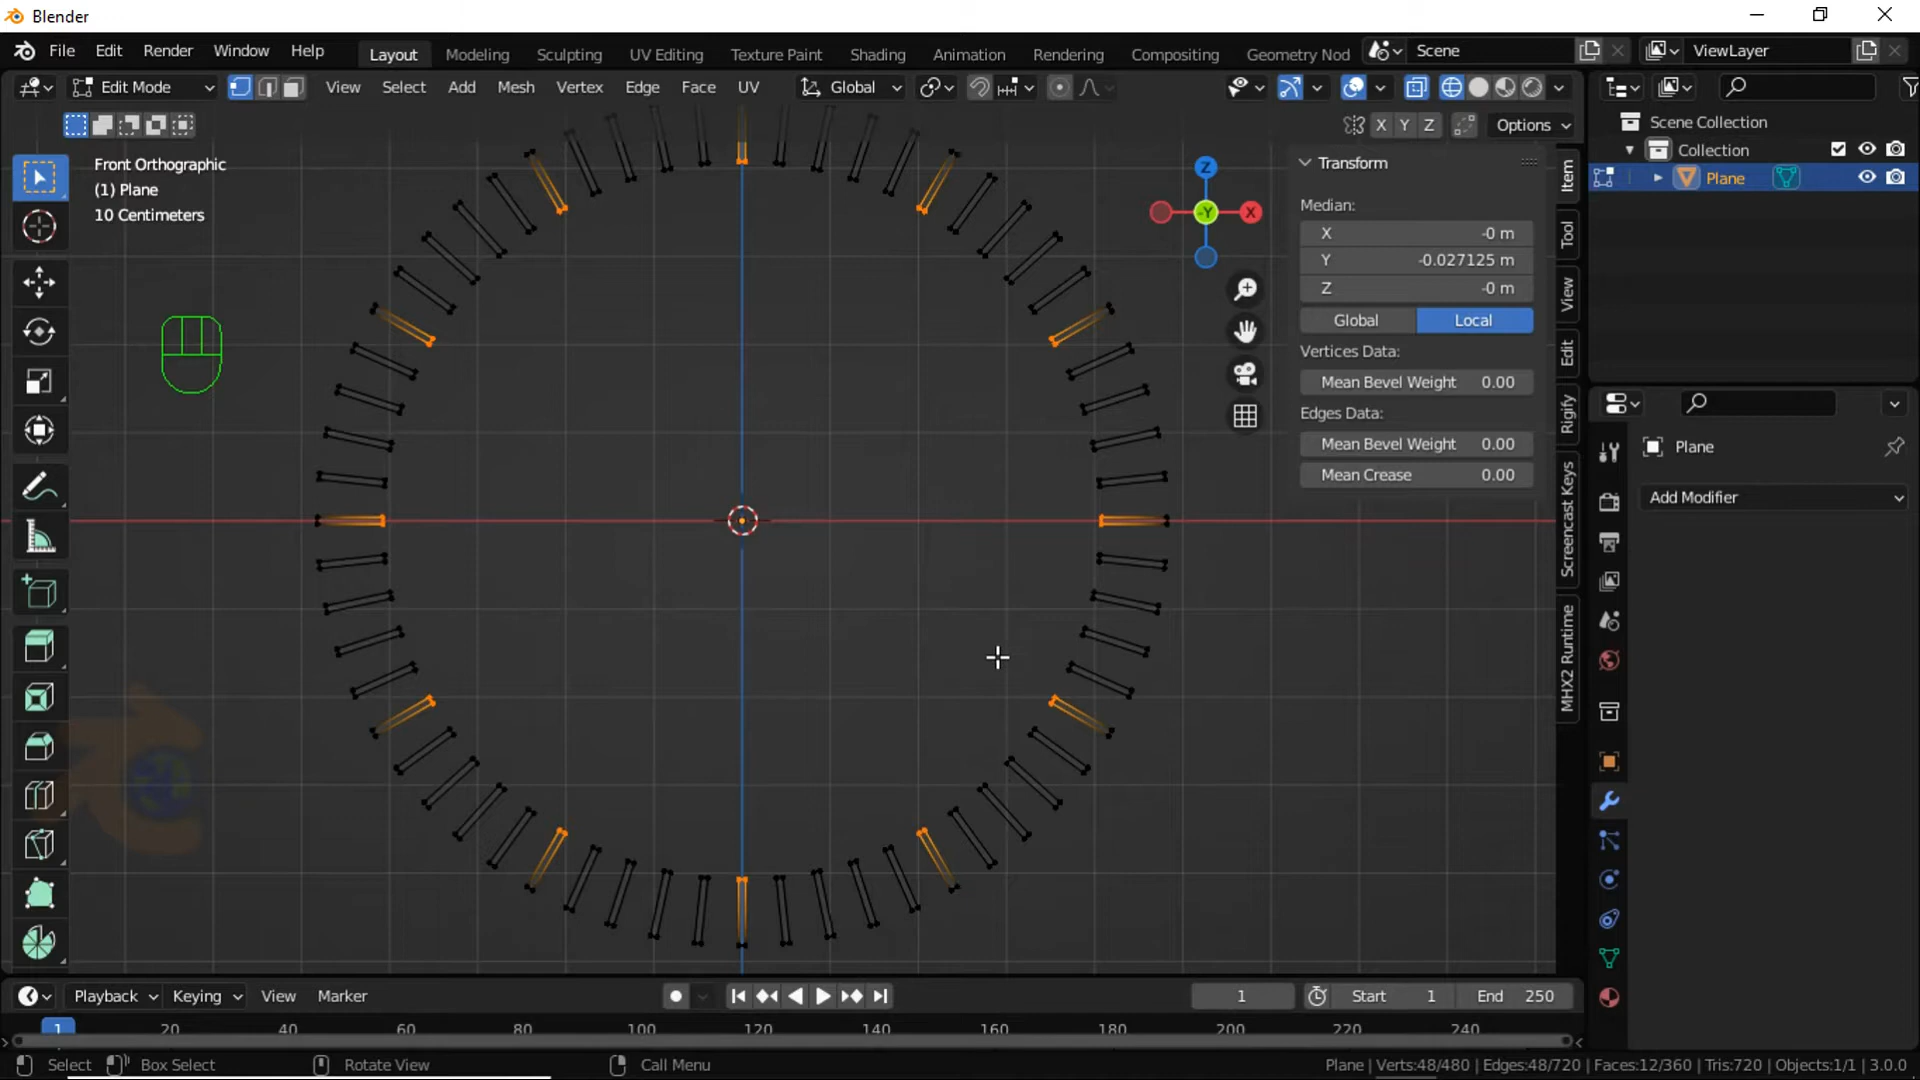 Blender
File Edit Render Window Help Layout Modeling Sculpting UV Editing Texture Paint Shading Animation Rendering Compositing Geometry Nod Scene ViewLayer
Edit Mode View Select Add Mesh Vertex Edge Face UV Global
X Y Z Options
Scene Collection
Collection
Plane
Front Orthographic
(1) Plane
10 Centimeters
Z
-Y
X
Transform
Median:
X -0 m
Y -0.027125 m
Z -0 m
Global Local
Vertices Data:
Mean Bevel Weight 0.00
Edges Data:
Mean Bevel Weight 0.00
Mean Crease 0.00
Item
Tool
View
Edit
Rigify
Screencast Keys
MHX2 Runtime
Plane
Add Modifier
Playback Keying View Marker 1 Start 1 End 250
1 20 40 60 80 100 120 140 160 180 200 220 240
Select Box Select Rotate View Call Menu Plane | Verts:48/480 | Edges:48/720 | Faces:12/360 | Tris:720 | Objects:1/1 | 3.0.0